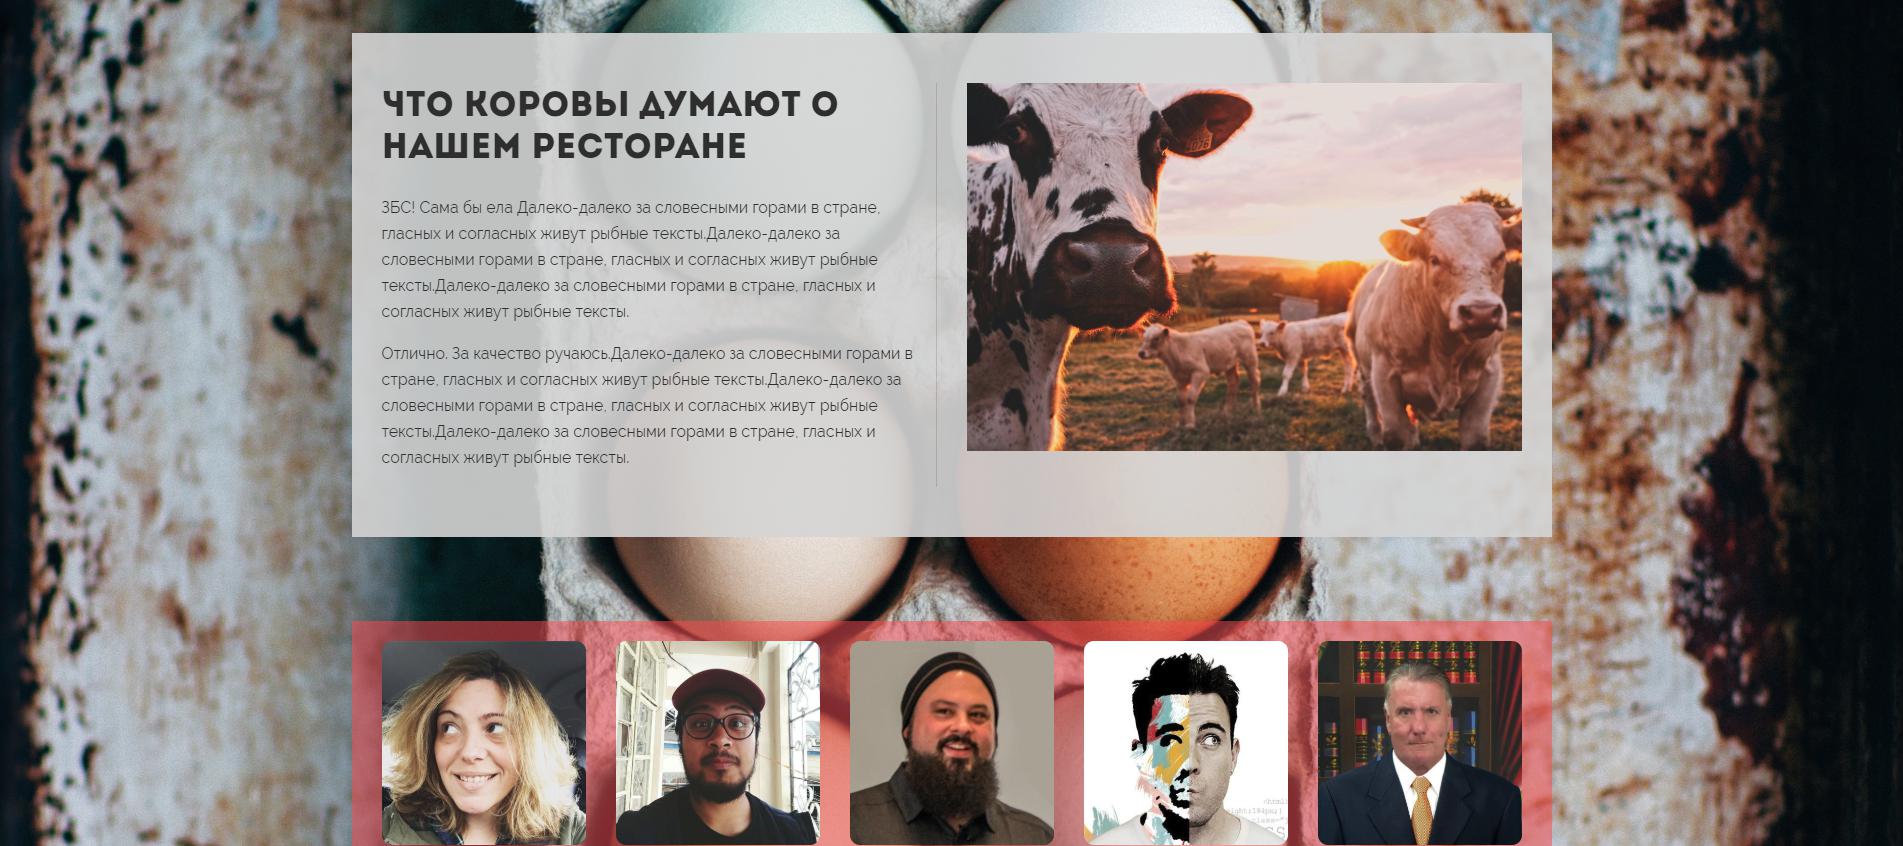 ЧТО КОРОВЫ ДУМАЮТ О
НАШЕМ РЕСТОРАНЕ
ЗБС! Сама бы ела Далеко-далеко за словесными горами в стране,
гласных и согласных живут рыбные тексты.Далеко-далеко за
словесными горами в стране, гласных и согласных живут рыбные
тексты.Далеко-далеко за словесными горами в стране, гласных и
согласных живут рыбные тексты.
Отлично. За качество ручаюсь.Далеко-далеко за словесными горами в
стране, гласных и согласных живут рыбные тексты.Далеко-далеко за
словесными горами в стране, гласных и согласных живут рыбные
тексты.Далеко-далеко за словесными горами в стране, гласных и
согласных живут рыбные тексты.